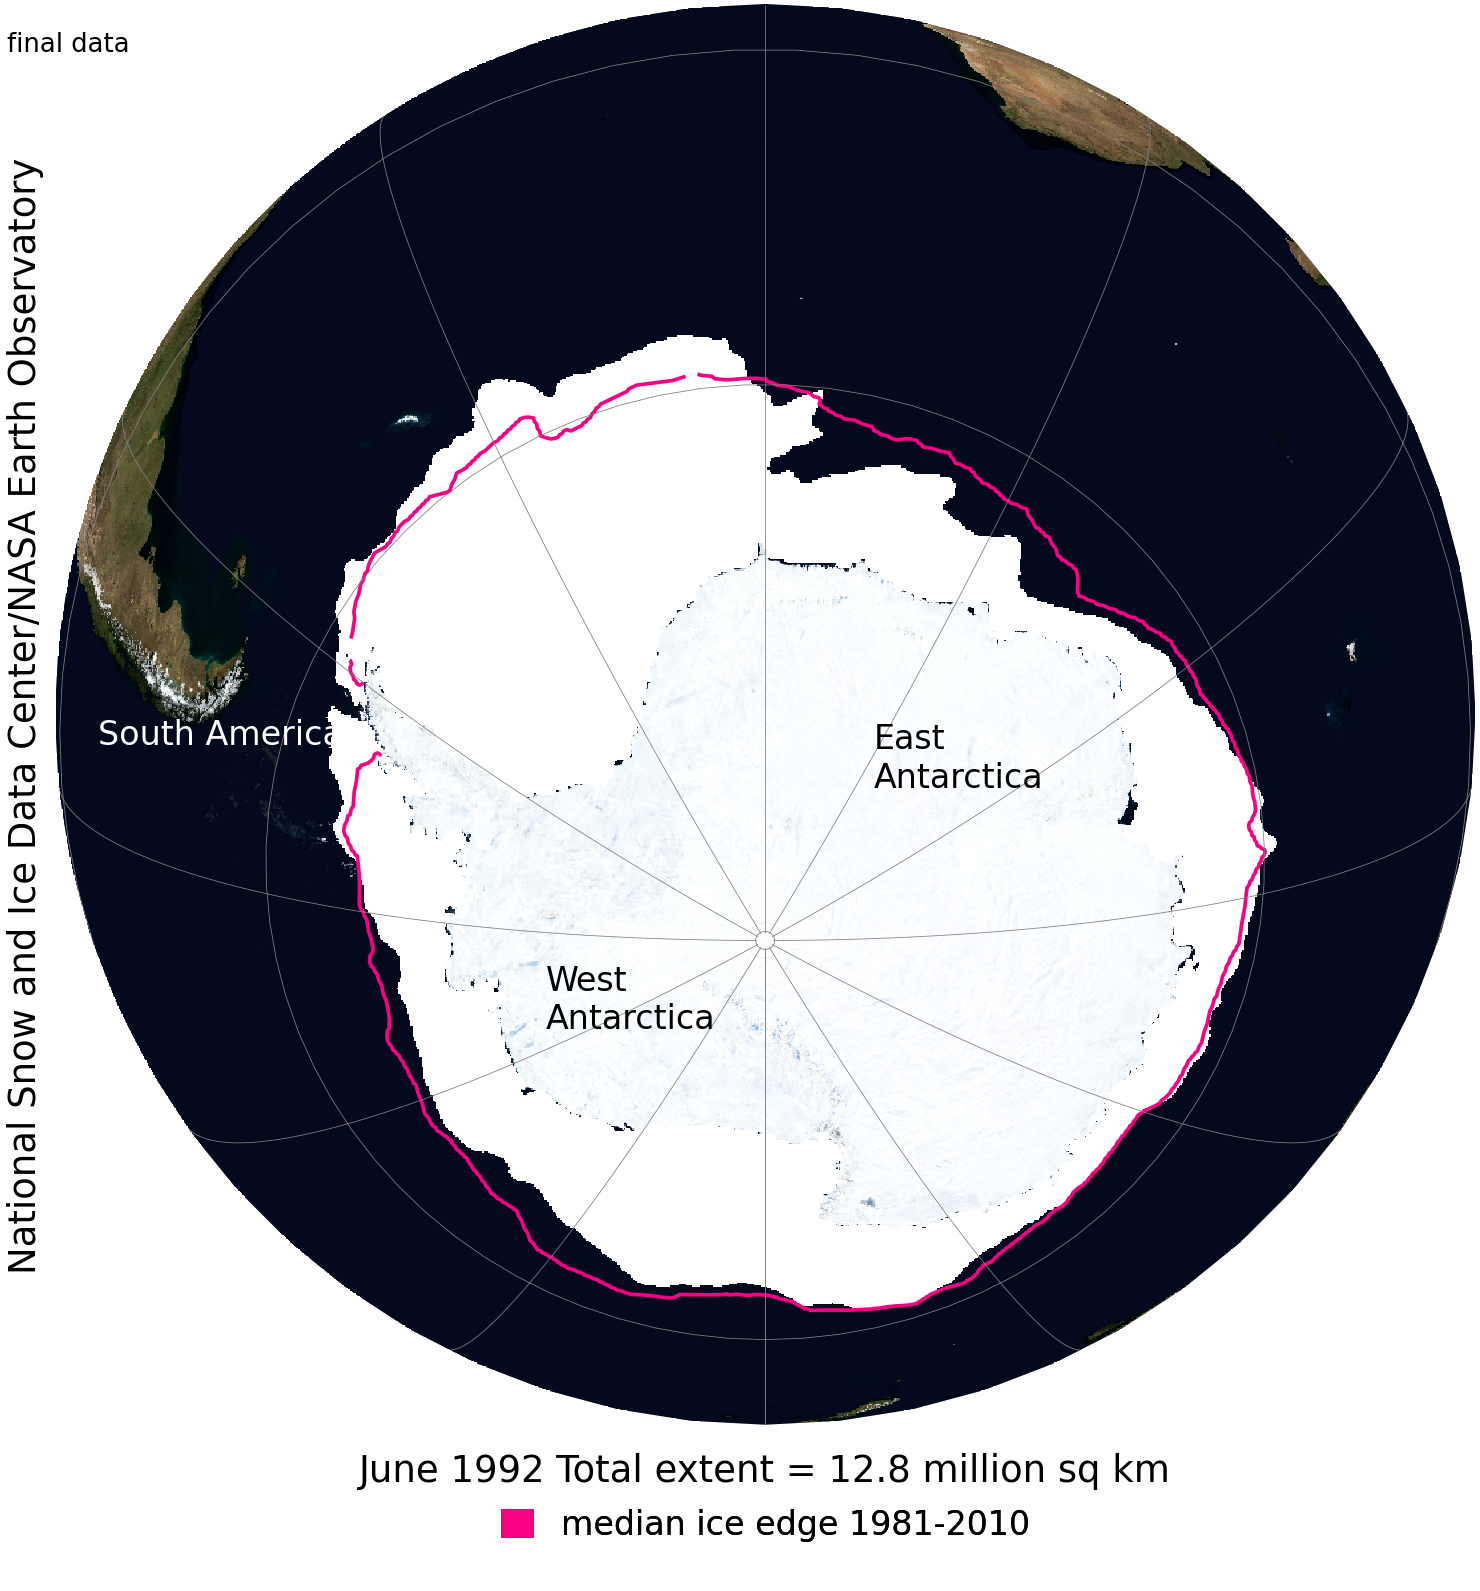 final data
National Snow and Ice Data Center/NASA Earth Observatory
South America
East
Antarctica
West
Antarctica
June 1992 Total extent = 12.8 million sq km
median ice edge 1981-2010